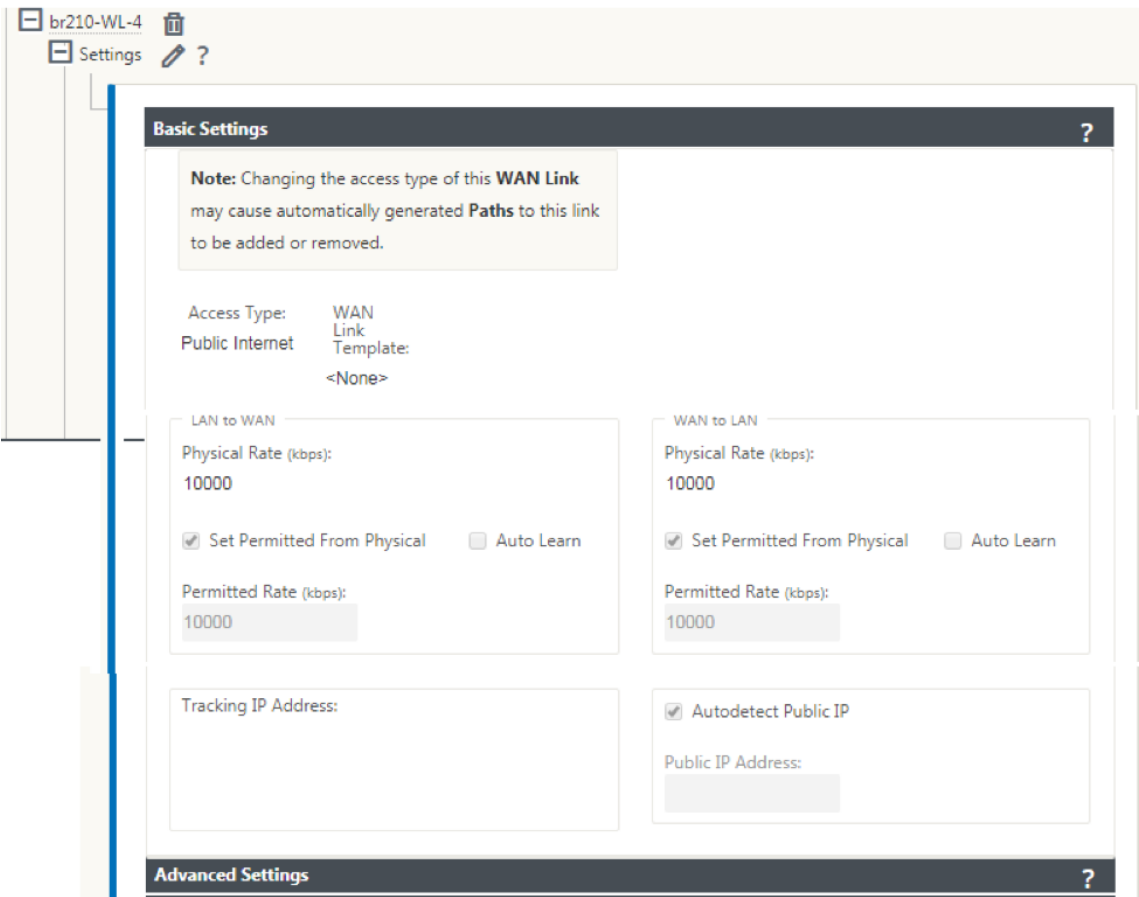 br210-WL-4
Settings ?
Basic Settings ?
Note: Changing the access type of this WAN Link
may cause automatically generated Paths to this link
to be added or removed.
Access Type:
Public Internet
WAN
Link
Template:
<None>
LAN to WAN
Physical Rate (kbps):
10000
Set Permitted From Physical Auto Learn
Permitted Rate (kbps):
10000
WAN to LAN
Physical Rate (kbps):
10000
Set Permitted From Physical Auto Learn
Permitted Rate (kbps):
10000
Tracking IP Address:
Autodetect Public IP
Public IP Address:
Advanced Settings ?